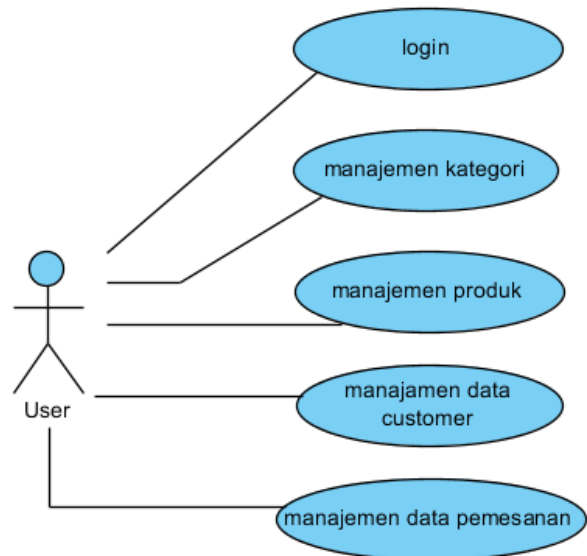 login
manajemen kategori
manajemen produk
manajamen data
customer
User
manajemen data pemesanan